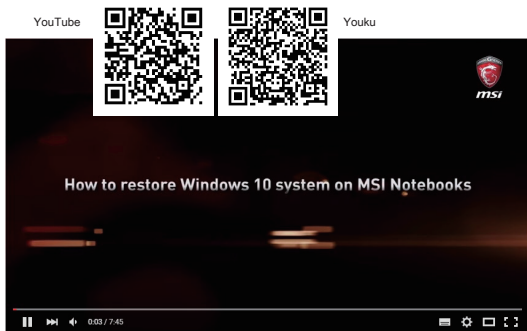 YouTube
Youku
msi
How to restore Windows 10 system on MSI Notebooks
0:03 / 7:45